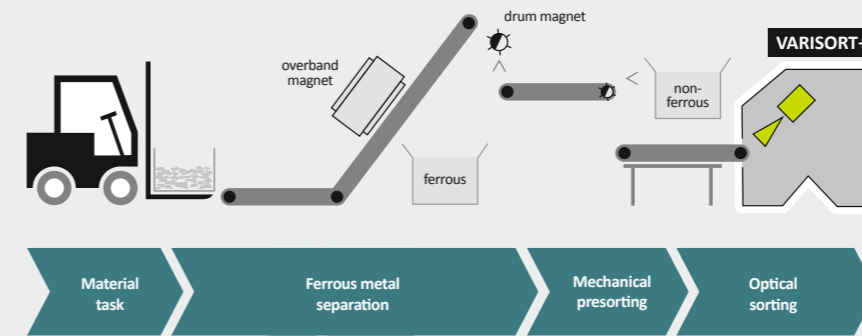 drum magnet
VARISORT+
overband
magnet
non-
ferrous
ferrous
Material
task
Ferrous metal
separation
Mechanical
presorting
Optical
sorting